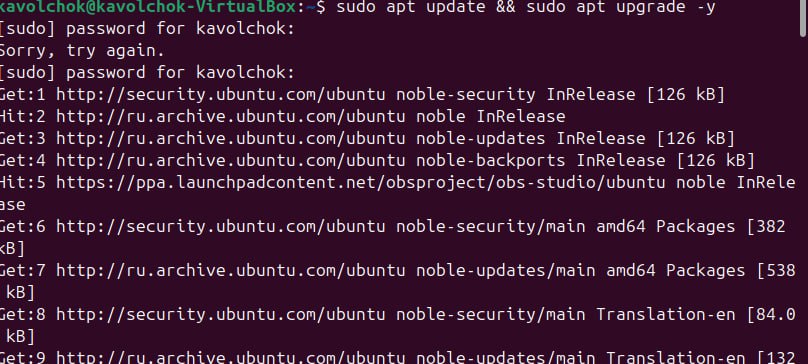 kavolchok@kavolchok-VirtualBox:~$ sudo apt update && sudo apt upgrade -y
[sudo] password for kavolchok:
Sorry, try again.
[sudo] password for kavolchok:
Get:1 http://security.ubuntu.com/ubuntu noble-security InRelease [126 kB]
Hit:2 http://ru.archive.ubuntu.com/ubuntu noble InRelease
Get:3 http://ru.archive.ubuntu.com/ubuntu noble-updates InRelease [126 kB]
Get:4 http://ru.archive.ubuntu.com/ubuntu noble-backports InRelease [126 kB]
Hit:5 https://ppa.launchpadcontent.net/obsproject/obs-studio/ubuntu noble InRele
ase
Get:6 http://security.ubuntu.com/ubuntu noble-security/main amd64 Packages [382
kB]
Get:7 http://ru.archive.ubuntu.com/ubuntu noble-updates/main amd64 Packages [538
kB]
Get:8 http://security.ubuntu.com/ubuntu noble-security/main Translation-en [84.0
kB]
Get:9 http://ru.archive.ubuntu.com/ubuntu noble-updates/main Translation-en [132